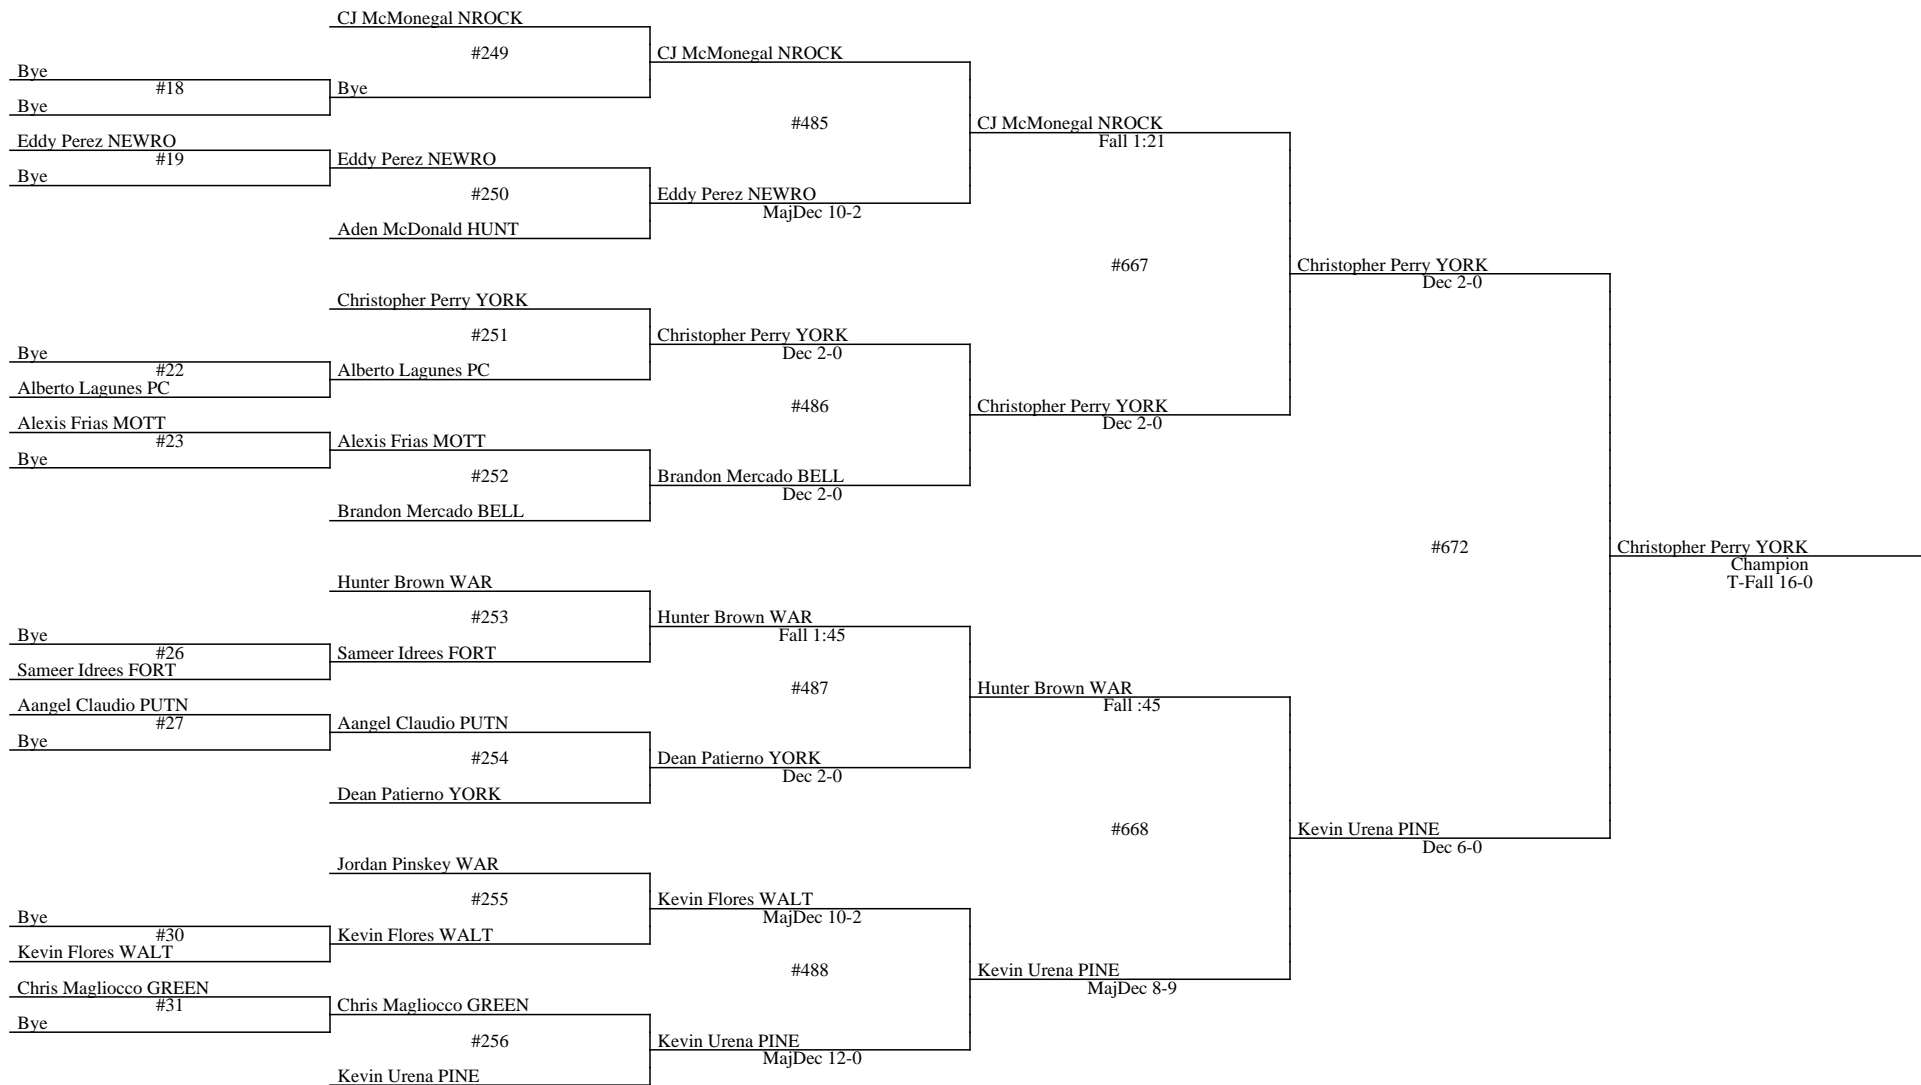 CJ McMonegal NROCK
#249
CJ McMonegal NROCK
Bye
#18
Bye
Bye
#485
CJ McMonegal NROCK
Fall 1:21
Eddy Perez NEWRO
#19
Eddy Perez NEWRO
Bye
#250
Eddy Perez NEWRO
MajDec 10-2
Aden McDonald HUNT
#667
Christopher Perry YORK
Dec 2-0
Christopher Perry YORK
#251
Christopher Perry YORK
Dec 2-0
Bye
#22
Alberto Lagunes PC
Alberto Lagunes PC
#486
Christopher Perry YORK
Dec 2-0
Alexis Frias MOTT
#23
Alexis Frias MOTT
Bye
#252
Brandon Mercado BELL
Dec 2-0
Brandon Mercado BELL
#672
Christopher Perry YORK
Champion
T-Fall 16-0
Hunter Brown WAR
#253
Hunter Brown WAR
Fall 1:45
Bye
#26
Sameer Idrees FORT
Sameer Idrees FORT
#487
Hunter Brown WAR
Fall :45
Aangel Claudio PUTN
#27
Aangel Claudio PUTN
Bye
#254
Dean Patierno YORK
Dec 2-0
Dean Patierno YORK
#668
Kevin Urena PINE
Dec 6-0
Jordan Pinskey WAR
#255
Kevin Flores WALT
MajDec 10-2
Bye
#30
Kevin Flores WALT
Kevin Flores WALT
#488
Kevin Urena PINE
MajDec 8-9
Chris Magliocco GREEN
#31
Chris Magliocco GREEN
Bye
#256
Kevin Urena PINE
MajDec 12-0
Kevin Urena PINE